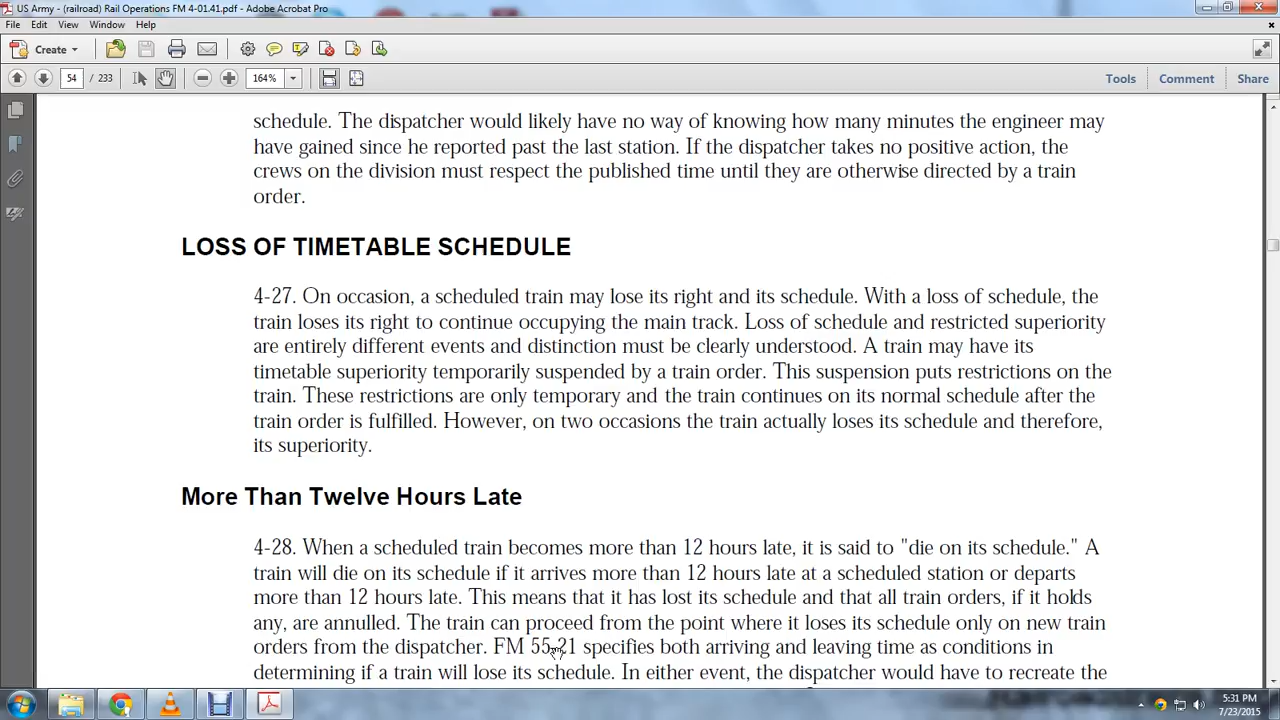 US Army - (railroad) Rail Operations FM 4-01.41.pdf - Adobe Acrobat Pro
File Edit View Window Help
Create
54 / 233 164% Tools Comment Share
schedule. The dispatcher would likely have no way of knowing how many minutes the engineer may
have gained since he reported past the last station. If the dispatcher takes no positive action, the
crews on the division must respect the published time until they are otherwise directed by a train
order.
LOSS OF TIMETABLE SCHEDULE
4-27. On occasion, a scheduled train may lose its right and its schedule. With a loss of schedule, the
train loses its right to continue occupying the main track. Loss of schedule and restricted superiority
are entirely different events and distinction must be clearly understood. A train may have its
timetable superiority temporarily suspended by a train order. This suspension puts restrictions on the
train. These restrictions are only temporary and the train continues on its normal schedule after the
train order is fulfilled. However, on two occasions the train actually loses its schedule and therefore,
its superiority.
More Than Twelve Hours Late
4-28. When a scheduled train becomes more than 12 hours late, it is said to "die on its schedule." A
train will die on its schedule if it arrives more than 12 hours late at a scheduled station or departs
more than 12 hours late. This means that it has lost its schedule and that all train orders, if it holds
any, are annulled. The train can proceed from the point where it loses its schedule only on new train
orders from the dispatcher. FM 55-21 specifies both arriving and leaving time as conditions in
determining if a train will lose its schedule. In either event, the dispatcher would have to recreate the
5:31 PM
7/23/2015